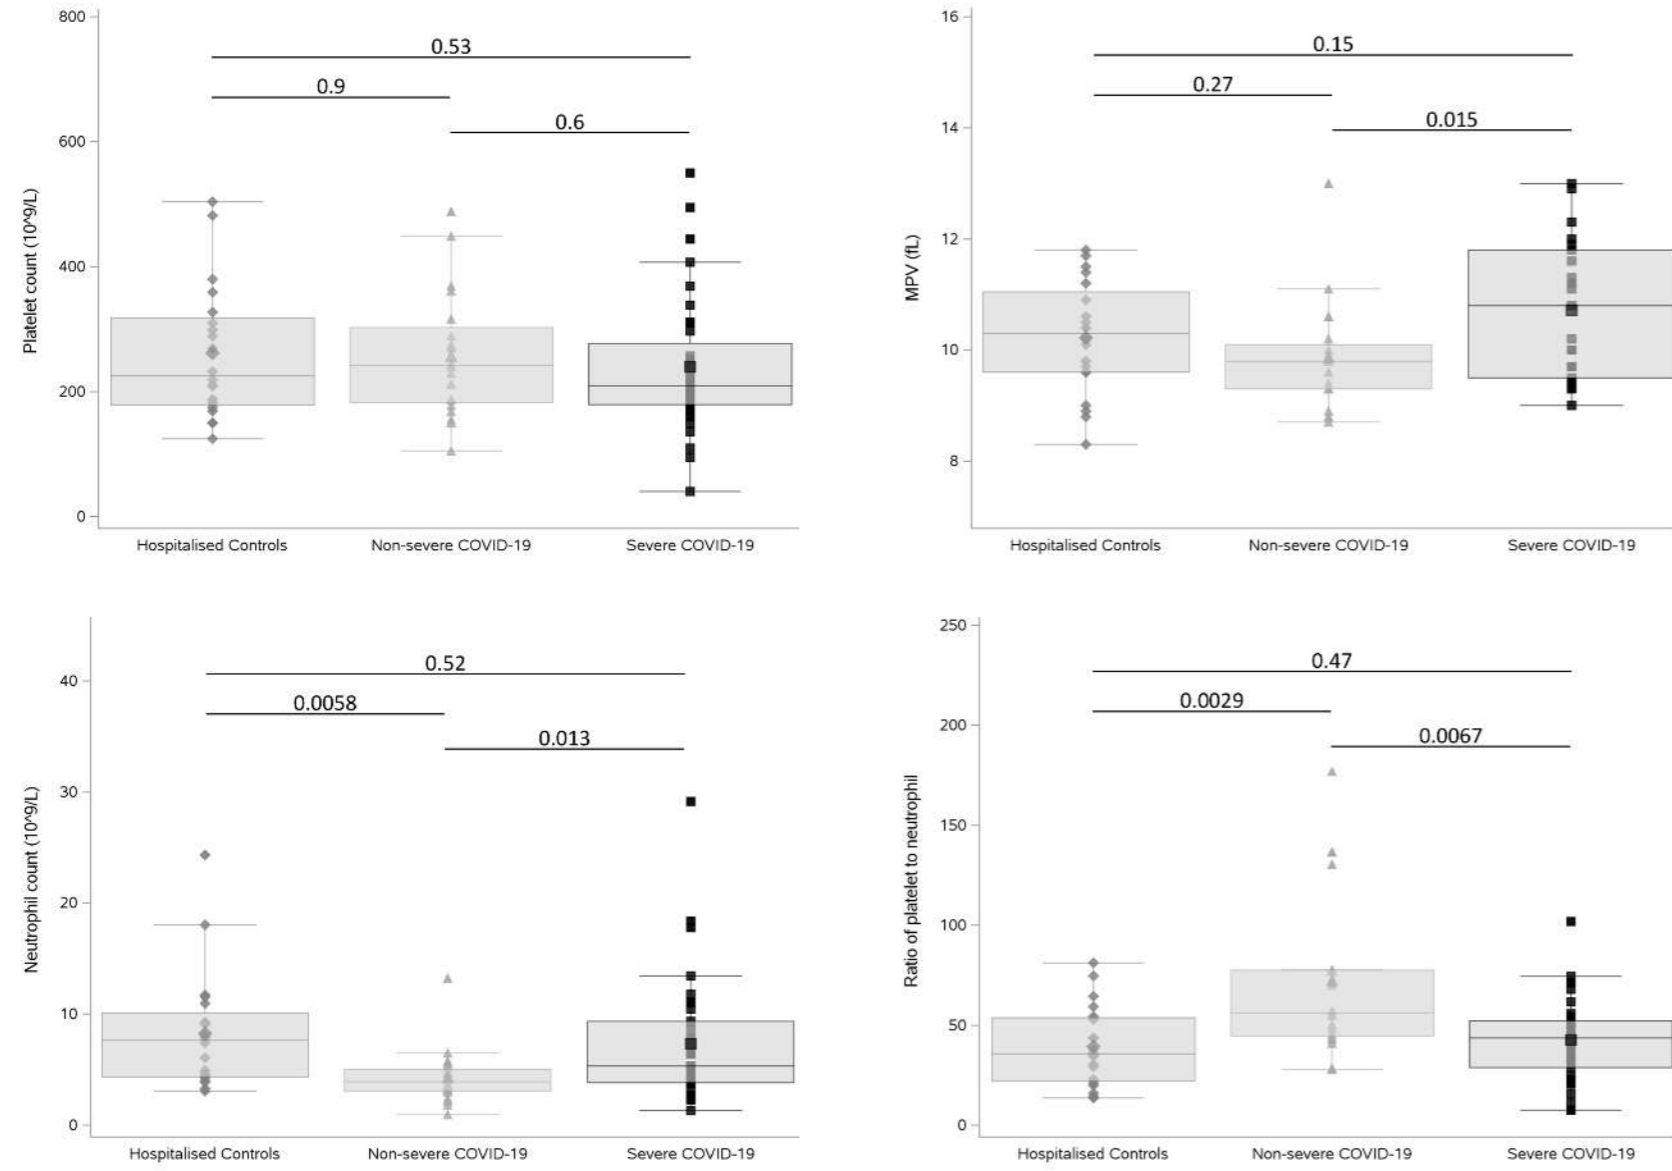 Platelet count (10^9/L)
800
600
400
200
0
0.53
0.9
0.6
Hospitalised Controls
Non-severe COVID-19
Severe COVID-19
MPV (fL)
16
14
12
10
8
0.15
0.27
0.015
Hospitalised Controls
Non-severe COVID-19
Severe COVID-19
Neutrophil count (10^9/L)
40
30
20
10
0
0.52
0.0058
0.013
Hospitalised Controls
Non-severe COVID-19
Severe COVID-19
Ratio of platelet to neutrophil
250
200
150
100
50
0
0.47
0.0029
0.0067
Hospitalised Controls
Non-severe COVID-19
Severe COVID-19